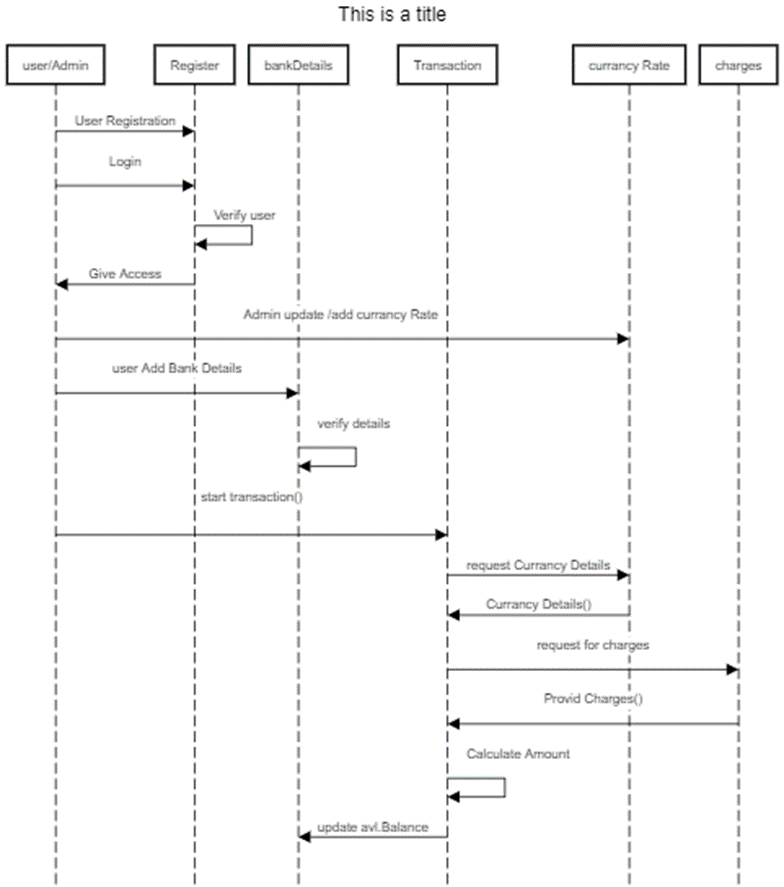 This is a title
user/Admin
Register
bankDetails
Transaction
currancy Rate
charges
User Registration
Login
Verify user
Give Access
Admin update /add currancy Rate
user Add Bank Details
verify details
start transaction()
request Currancy Details
Currancy Details()
request for charges
Provid Charges()
Calculate Amount
update avl.Balance